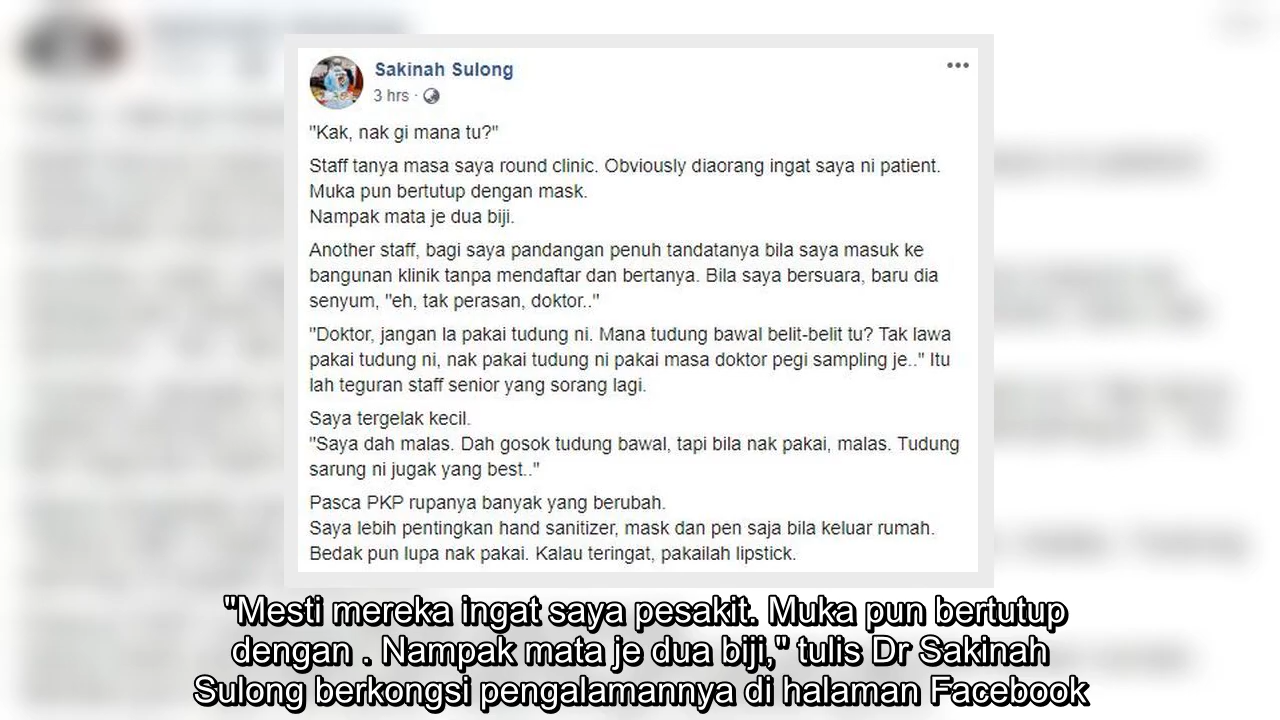 Sakinah Sulong
3 hrs ·
"Kak, nak gi mana tu?"
Staff tanya masa saya round clinic. Obviously diaorang ingat saya ni patient.
Muka pun bertutup dengan mask.
Nampak mata je dua biji.
Another staff, bagi saya pandangan penuh tandatanya bila saya masuk ke
bangunan klinik tanpa mendaftar dan bertanya. Bila saya bersuara, baru dia
senyum, "eh, tak perasan, doktor.."
"Doktor, jangan la pakai tudung ni. Mana tudung bawal belit-belit tu? Tak lawa
pakai tudung ni, nak pakai tudung ni pakai masa doktor pegi sampling je.." Itu
lah teguran staff senior yang sorang lagi.
Saya tergelak kecil.
"Saya dah malas. Dah gosok tudung bawal, tapi bila nak pakai, malas. Tudung
sarung ni jugak yang best.."
Pasca PKP rupanya banyak yang berubah.
Saya lebih pentingkan hand sanitizer, mask dan pen saja bila keluar rumah.
Bedak pun lupa nak pakai. Kalau teringat, pakailah lipstick.
"Mesti mereka ingat saya pesakit. Muka pun bertutup
dengan . Nampak mata je dua biji," tulis Dr Sakinah
Sulong berkongsi pengalamannya di halaman Facebook